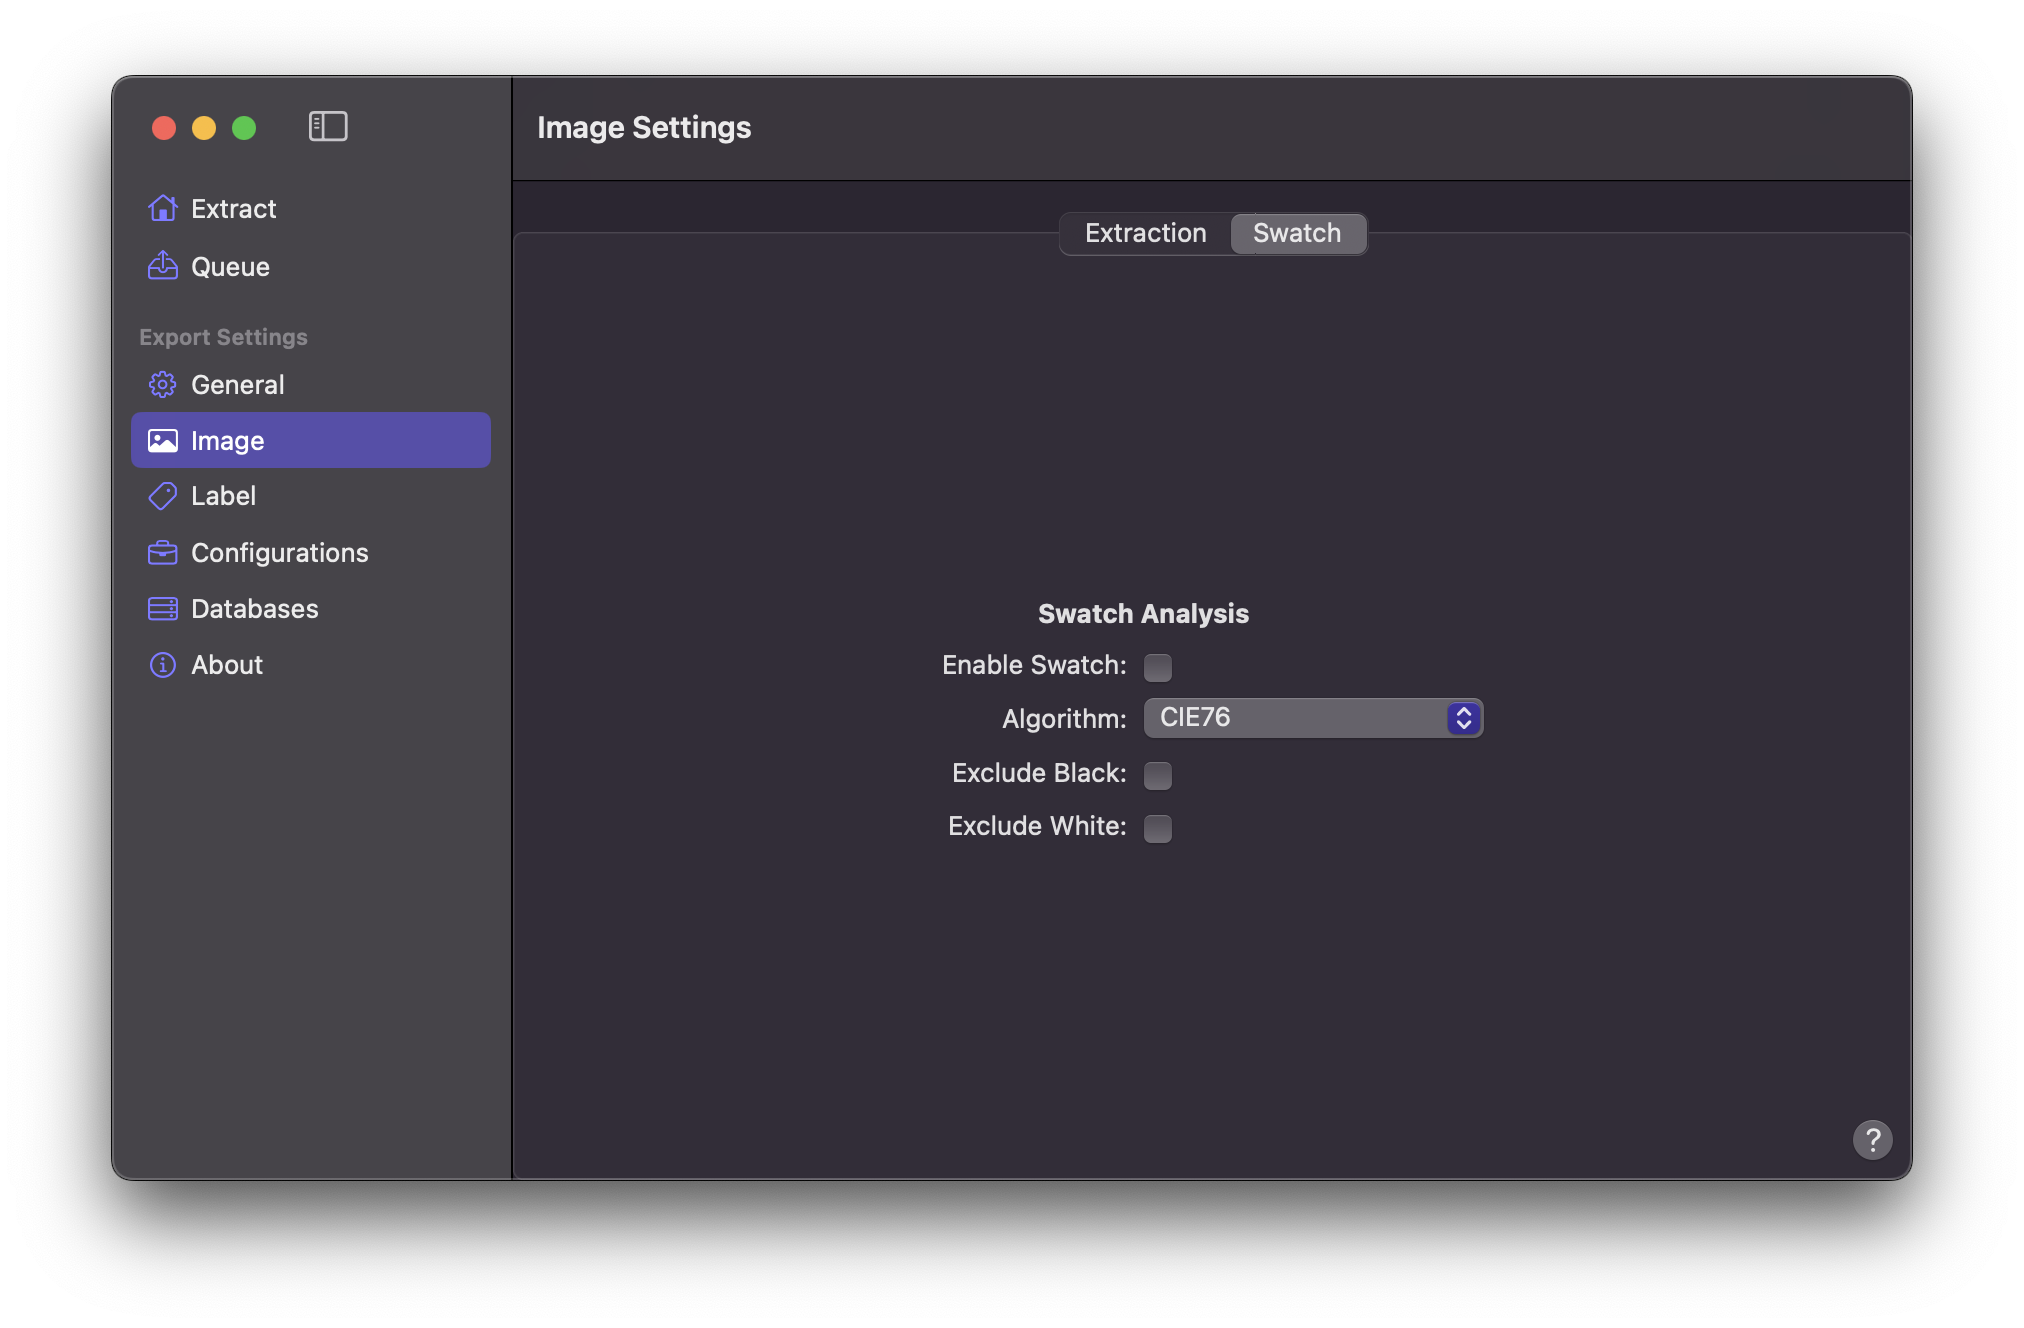 Image Settings
Extract
Queue
Export Settings
General
Image
Label
Configurations
Databases
About
Extraction
Swatch
Swatch Analysis
Enable Swatch:
Algorithm: CIE76
Exclude Black:
Exclude White:
?